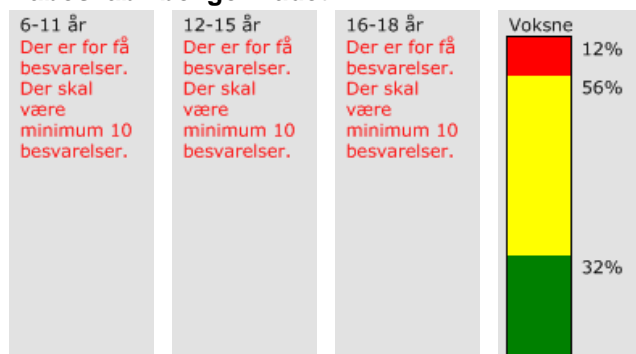 6-11 år
Der er for få
besvarelser.
Der skal
være
minimum 10
besvarelser.
12-15 år
Der er for få
besvarelser.
Der skal
være
minimum 10
besvarelser.
16-18 år
Der er for få
besvarelser.
Der skal
være
minimum 10
besvarelser.
Voksne
12%
56%
32%